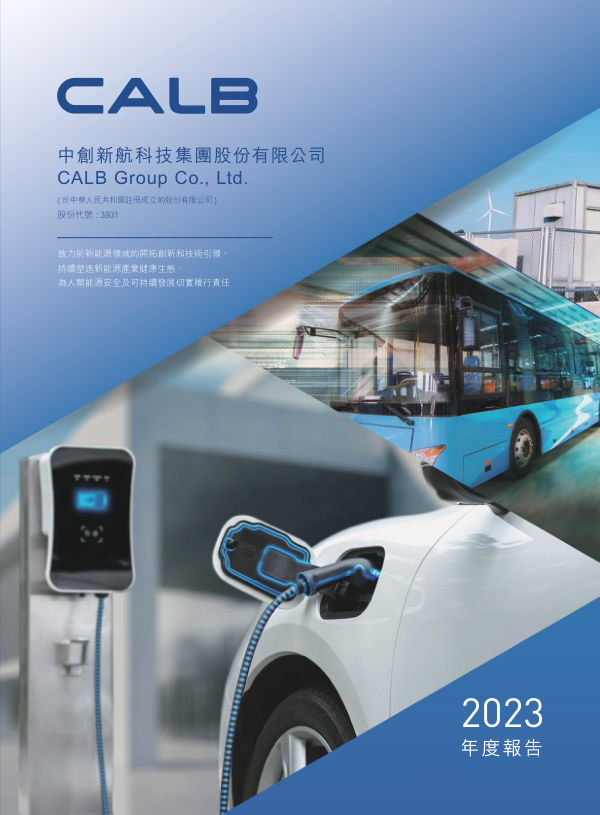 CALB
中創新航科技集團股份有限公司
CALB Group Co., Ltd.
(於中華人民共和國註冊成立的股份有限公司)
股份代號：3931
致力於新能源領域的開拓創新和技術引領，
持續塑造新能源產業健康生態，
為人類能源安全及可持續發展切實履行責任
2023
年度報告